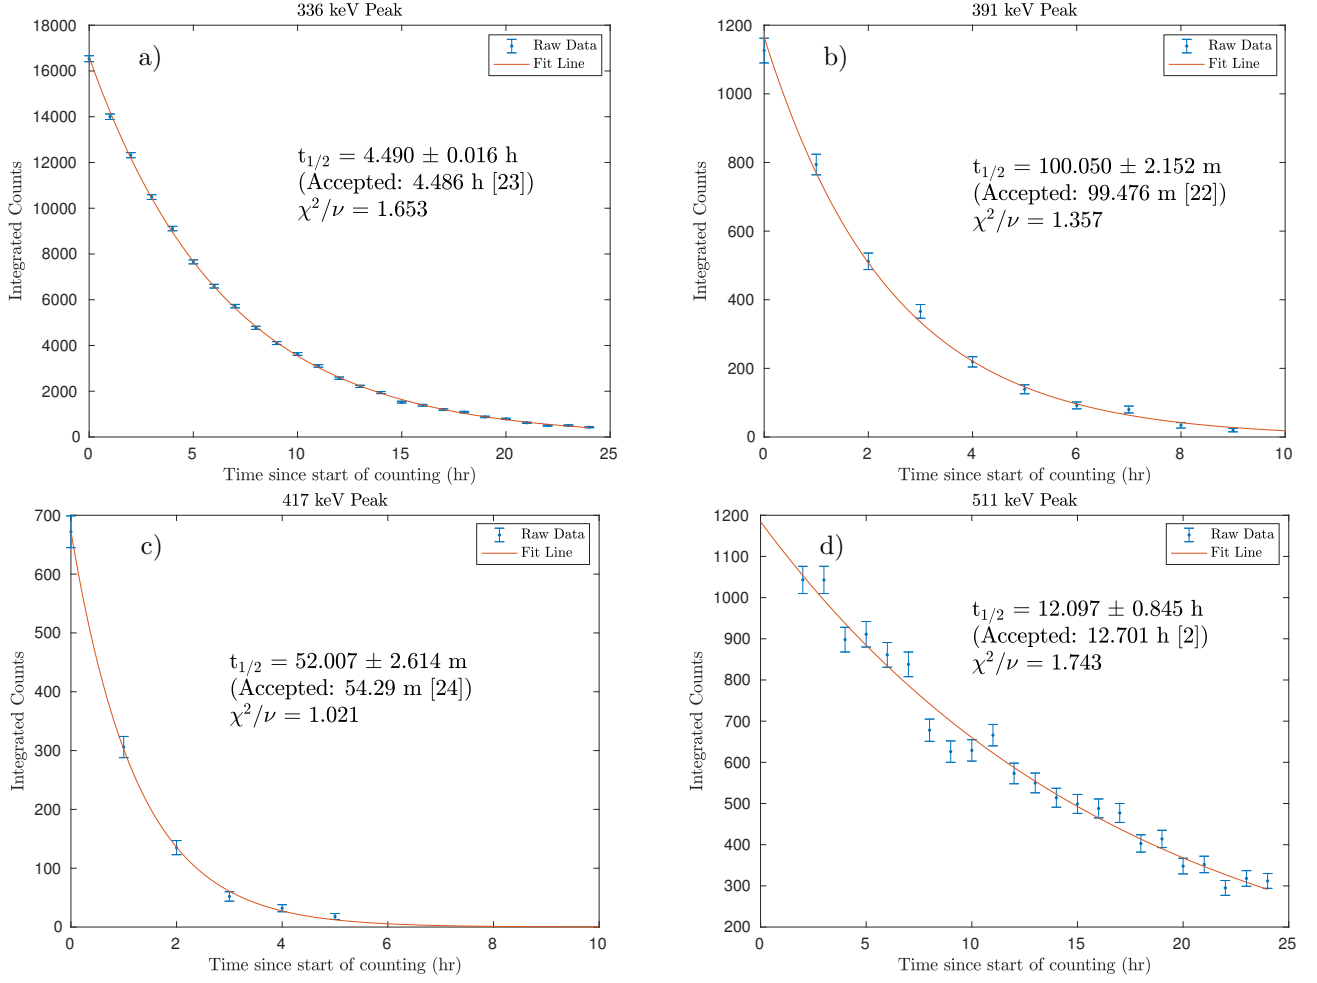 336 keV Peak
a)
Raw Data
Fit Line
t1/2 = 4.490 ± 0.016 h
(Accepted: 4.486 h [23])
χ²/ν = 1.653
Integrated Counts
18000
16000
14000
12000
10000
8000
6000
4000
2000
0
0 5 10 15 20 25
Time since start of counting (hr)
391 keV Peak
b)
Raw Data
Fit Line
t1/2 = 100.050 ± 2.152 m
(Accepted: 99.476 m [22])
χ²/ν = 1.357
Integrated Counts
1200
1000
800
600
400
200
0
0 2 4 6 8 10
Time since start of counting (hr)
417 keV Peak
c)
Raw Data
Fit Line
t1/2 = 52.007 ± 2.614 m
(Accepted: 54.29 m [24])
χ²/ν = 1.021
Integrated Counts
700
600
500
400
300
200
100
0
0 2 4 6 8 10
Time since start of counting (hr)
511 keV Peak
d)
Raw Data
Fit Line
t1/2 = 12.097 ± 0.845 h
(Accepted: 12.701 h [2])
χ²/ν = 1.743
Integrated Counts
1200
1100
1000
900
800
700
600
500
400
300
200
0 5 10 15 20 25
Time since start of counting (hr)